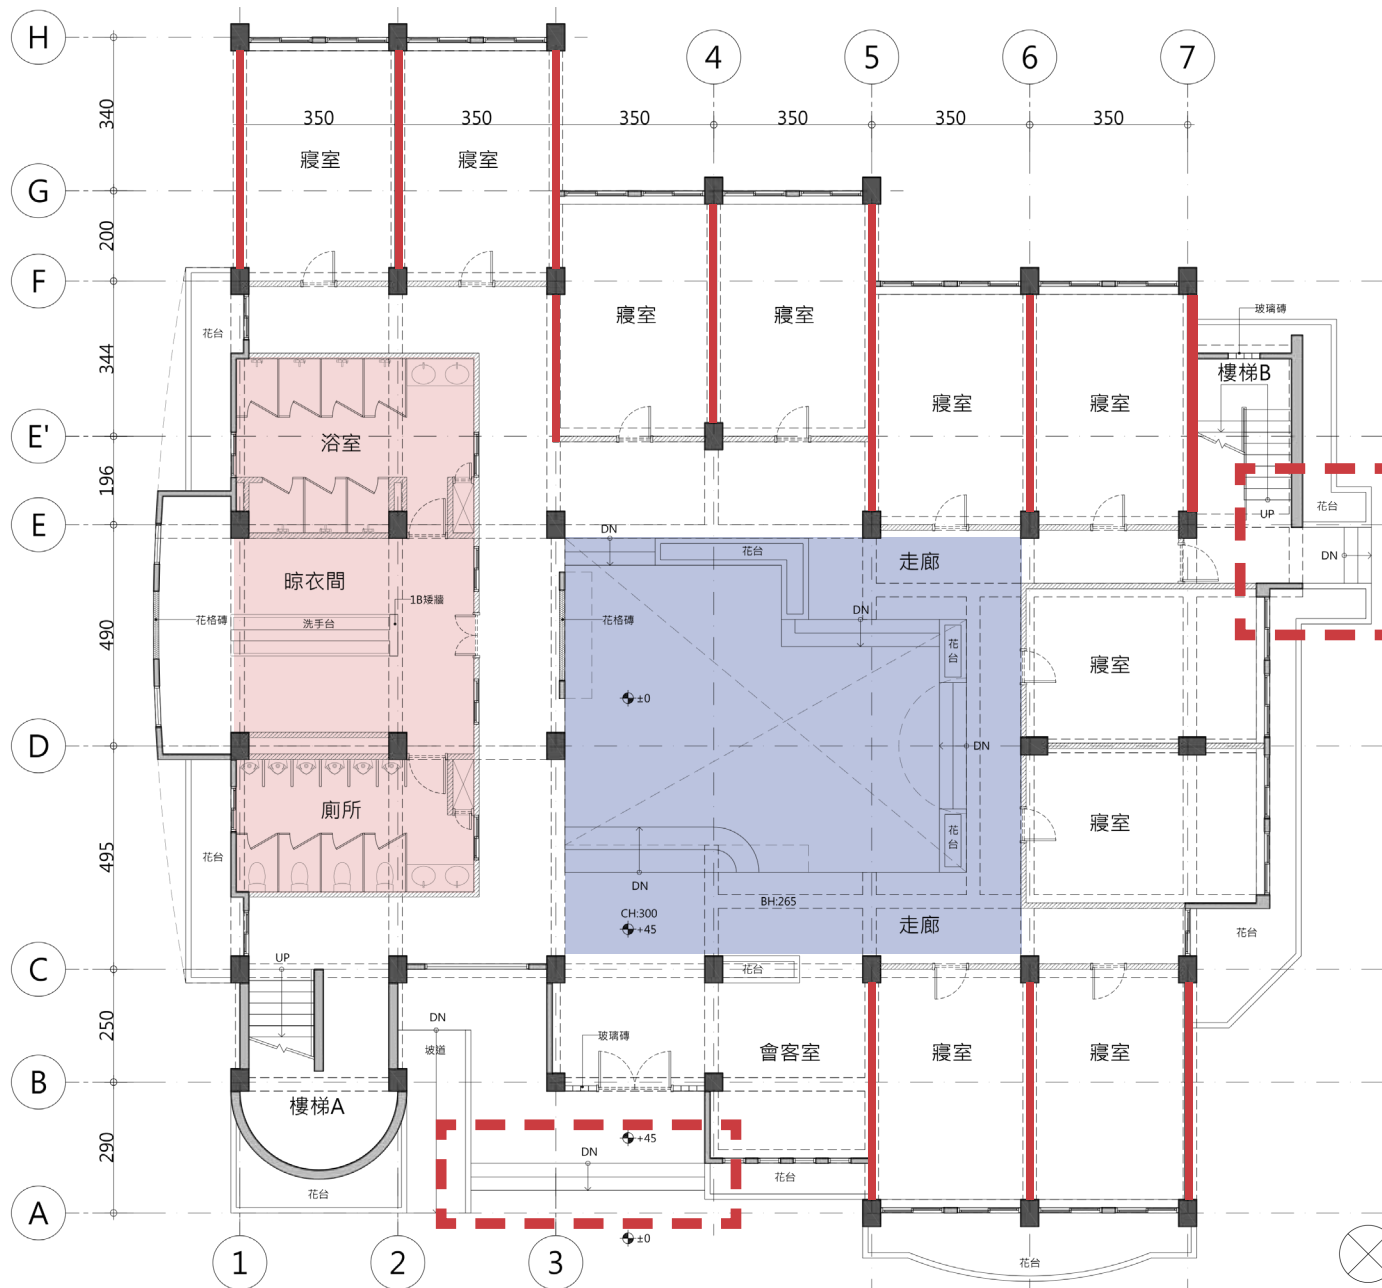 H
4
5
6
7
340
350
350
350
350
350
350
寢室
寢室
G
200
F
寢室
寢室
玻璃磚
花台
344
樓梯B
寢室
寢室
E'
浴室
196
花台
UP
E
DN
花台
走廊
DN
晾衣間
1B矮牆
DN
花格磚
洗手台
花格磚
490
花台
寢室
±0
D
DN
廁所
寢室
花台
花台
495
DN
BH:265
CH:300
+45
走廊
花台
UP
C
花台
DN
250
玻璃磚
坡道
會客室
寢室
寢室
B
樓梯A
+45
290
DN
花台
花台
A
±0
1
2
3
花台